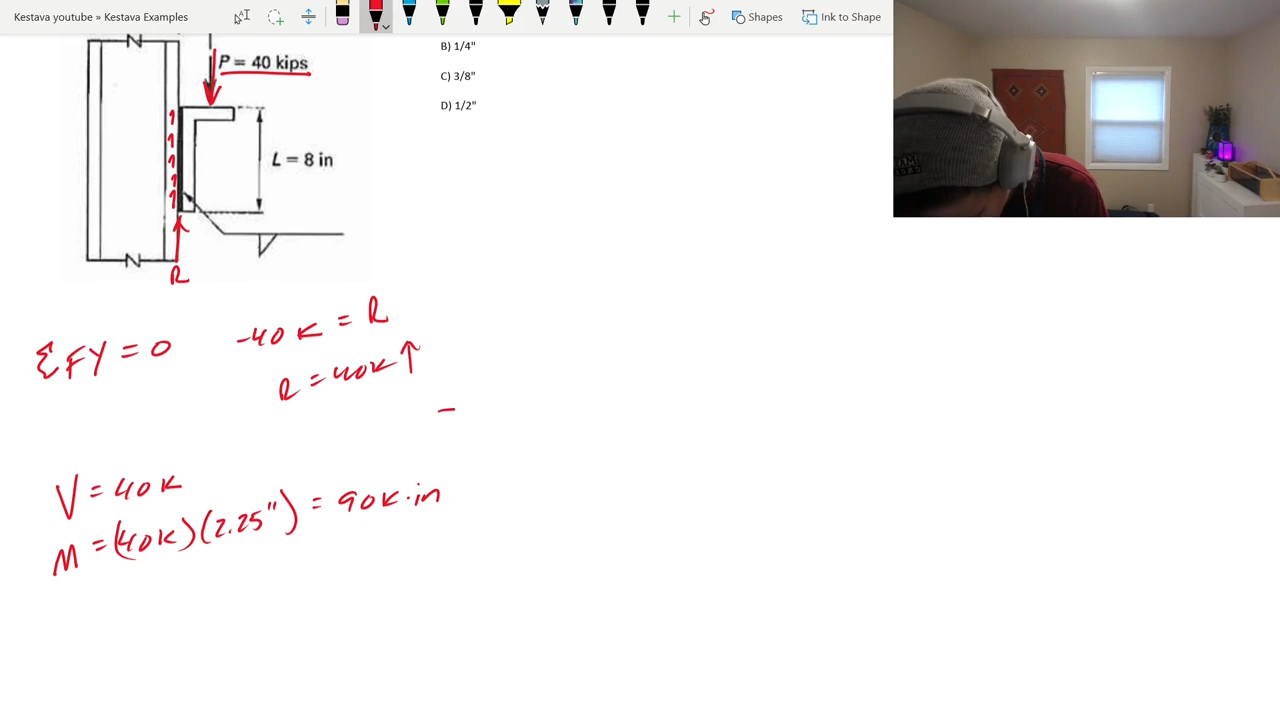 Kestava youtube » Kestava Examples
Shapes
Ink to Shape
P = 40 kips
L = 8 in
R
B) 1/4"
C) 3/8"
D) 1/2"
ΣFY = 0
-40K = R
R = 40K ↑
V = 40K
M = (40K)(2.25") = 90K·in